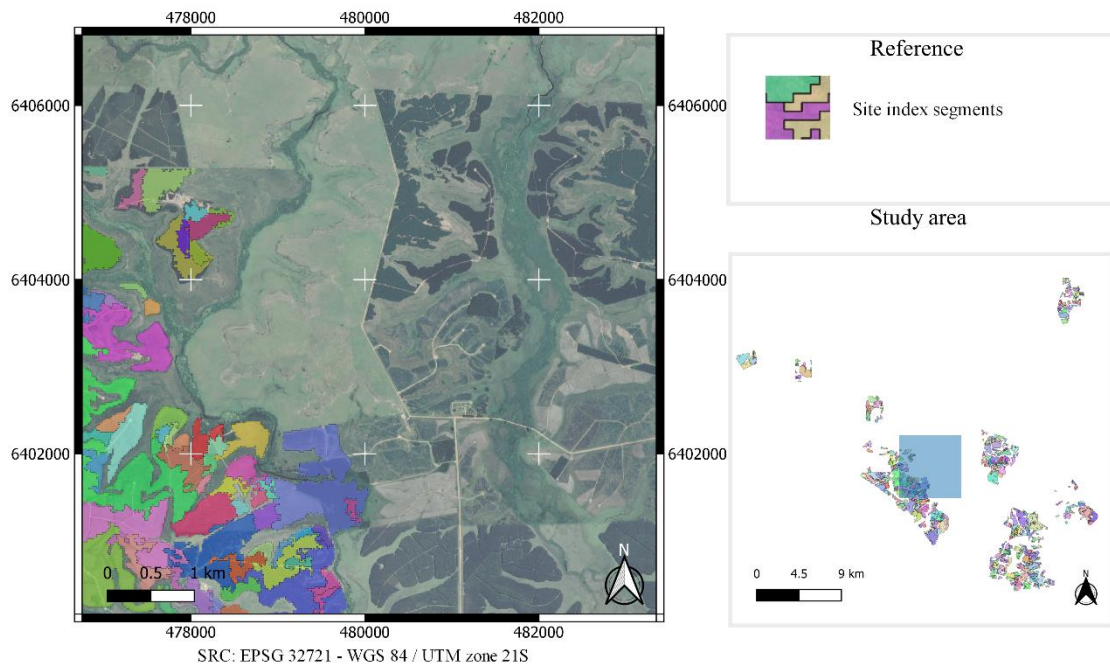 478000 480000 482000
Reference
Site index segments
6406000 6406000
Study area
6404000 6404000
6402000 6402000
N
0 0.5 1 km
N
0 4.5 9 km
478000 480000 482000
SRC: EPSG 32721 - WGS 84 / UTM zone 21S